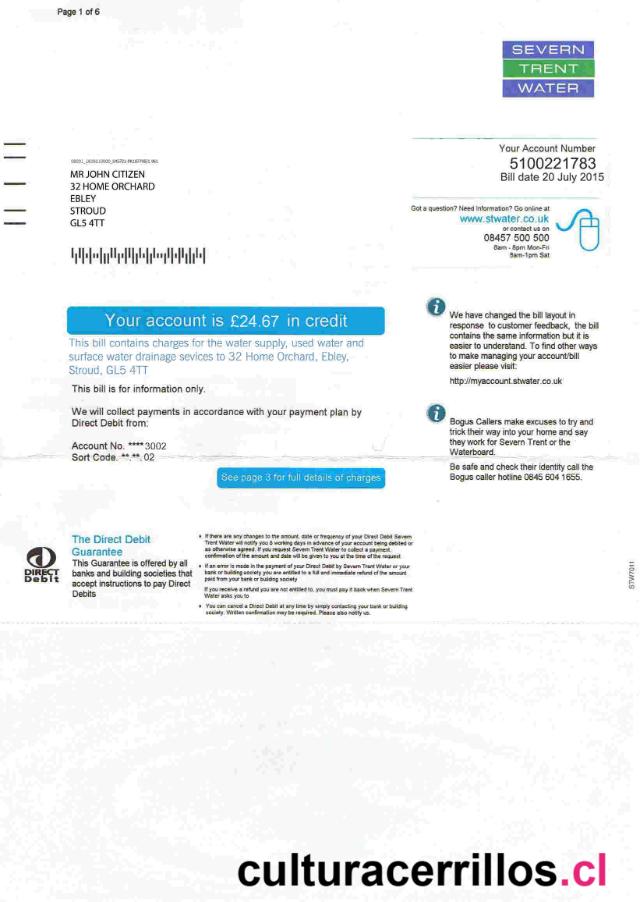 Page 1 of 6
SEVERN
TRENT
WATER
Your Account Number
5100221783
Bill date 20 July 2015
MR JOHN CITIZEN
32 HOME ORCHARD
EBLEY
STROUD
GL5 4TT
Got a question? Need Information? Go online at
www.stwater.co.uk
or contact us on
08457 500 500
8am - 8pm Mon-Fri
8am-1pm Sat
Your account is £24.67 in credit
This bill contains charges for the water supply, used water and
surface water drainage sevices to 32 Home Orchard, Ebley,
Stroud, GL5 4TT
This bill is for information only.
We will collect payments in accordance with your payment plan by
Direct Debit from:
Account No. **** 3002
Sort Code. **.**. 02
See page 3 for full details of charges
i
We have changed the bill layout in
response to customer feedback, the bill
contains the same information but it is
easier to understand. To find other ways
to make managing your account/bill
easier please visit:
http://myaccount.stwater.co.uk
i
Bogus Callers make excuses to try and
trick their way into your home and say
they work for Severn Trent or the
Waterboard.
Be safe and check their identity call the
Bogus caller hotline 0845 604 1655.
DIRECT
Debit
The Direct Debit
Guarantee
This Guarantee is offered by all
banks and building societies that
accept instructions to pay Direct
Debits
• If there are any changes to the amount, date or frequency of your Direct Debit Severn
Trent Water will notify you 5 working days in advance of your account being debited or
as otherwise agreed. If you request Severn Trent Water to collect a payment,
confirmation of the amount and date will be given to you at the time of the request
• If an error is made in the payment of your Direct Debit by Severn Trent Water or your
bank or building society you are entitled to a full and immediate refund of the amount
paid from your bank or building society
If you receive a refund you are not entitled to, you must pay it back when Severn Trent
Water asks you to
• You can cancel a Direct Debit at any time by simply contacting your bank or building
society. Written confirmation may be required. Please also notify us.
STW7011
culturacerrillos.cl